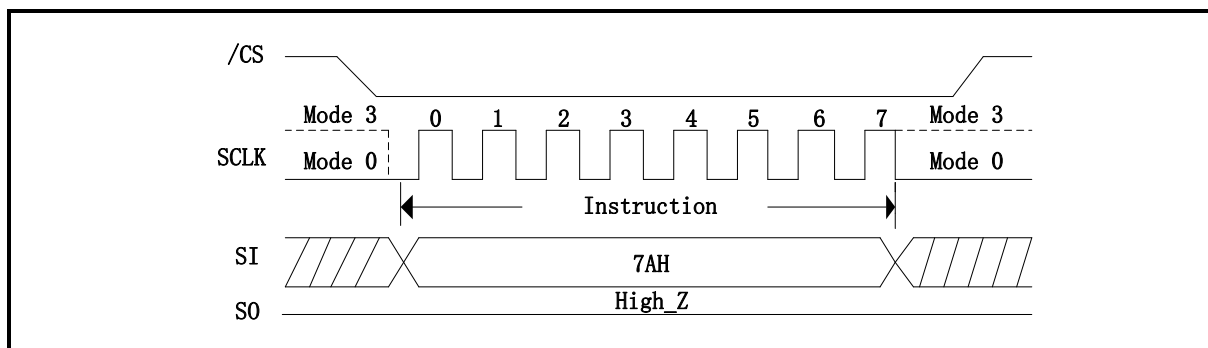 /CS
Mode 3 0 1 2 3 4 5 6 7 Mode 3
SCLK Mode 0 Mode 0
Instruction
SI 7AH
High_Z
SO